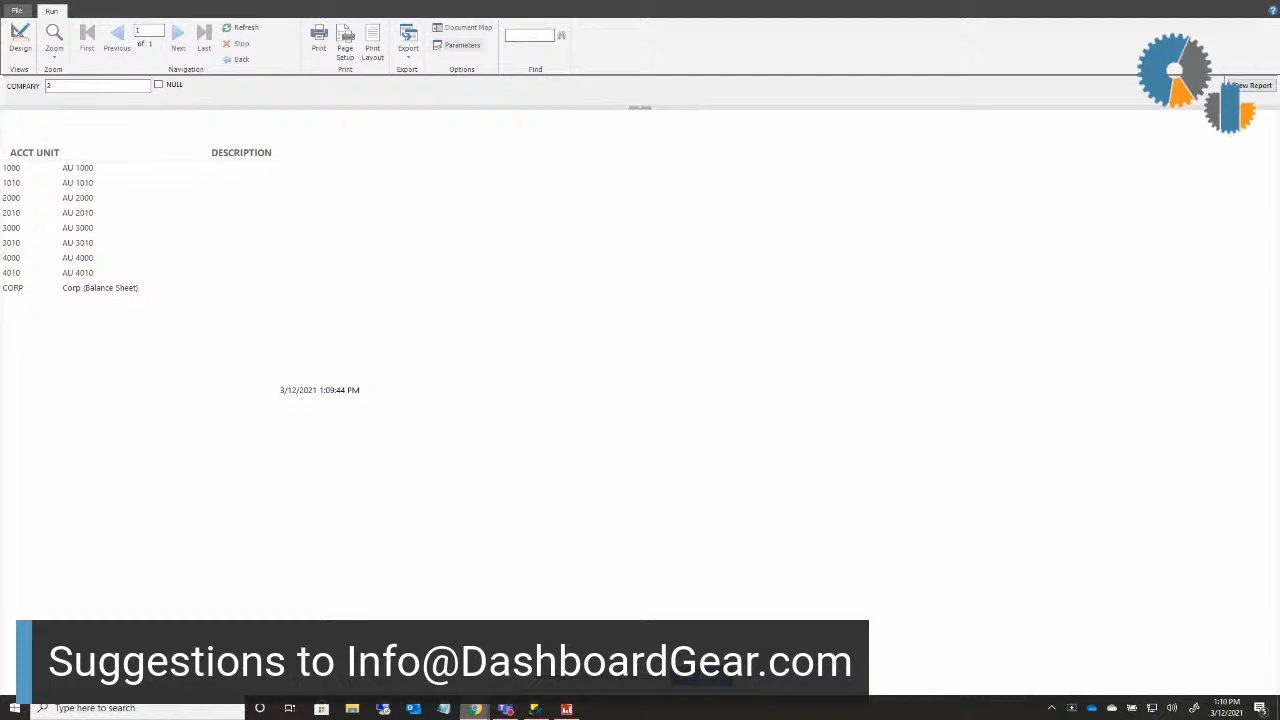 File Run
Design Zoom First Previous 1 of 1 Next Last Refresh Stop Back Print Page Setup Print Layout Export Document Map Parameters
Views Zoom Navigation Print Export Options Find
COMPANY 2 NULL View Report
ACCT UNIT DESCRIPTION
1000 AU 1000
1010 AU 1010
2000 AU 2000
2010 AU 2010
3000 AU 3000
3010 AU 3010
4000 AU 4000
4010 AU 4010
CORP Corp (Balance Sheet)
3/12/2021 1:09:44 PM
Suggestions to Info@DashboardGear.com
Type here to search
1:10 PM
3/12/2021